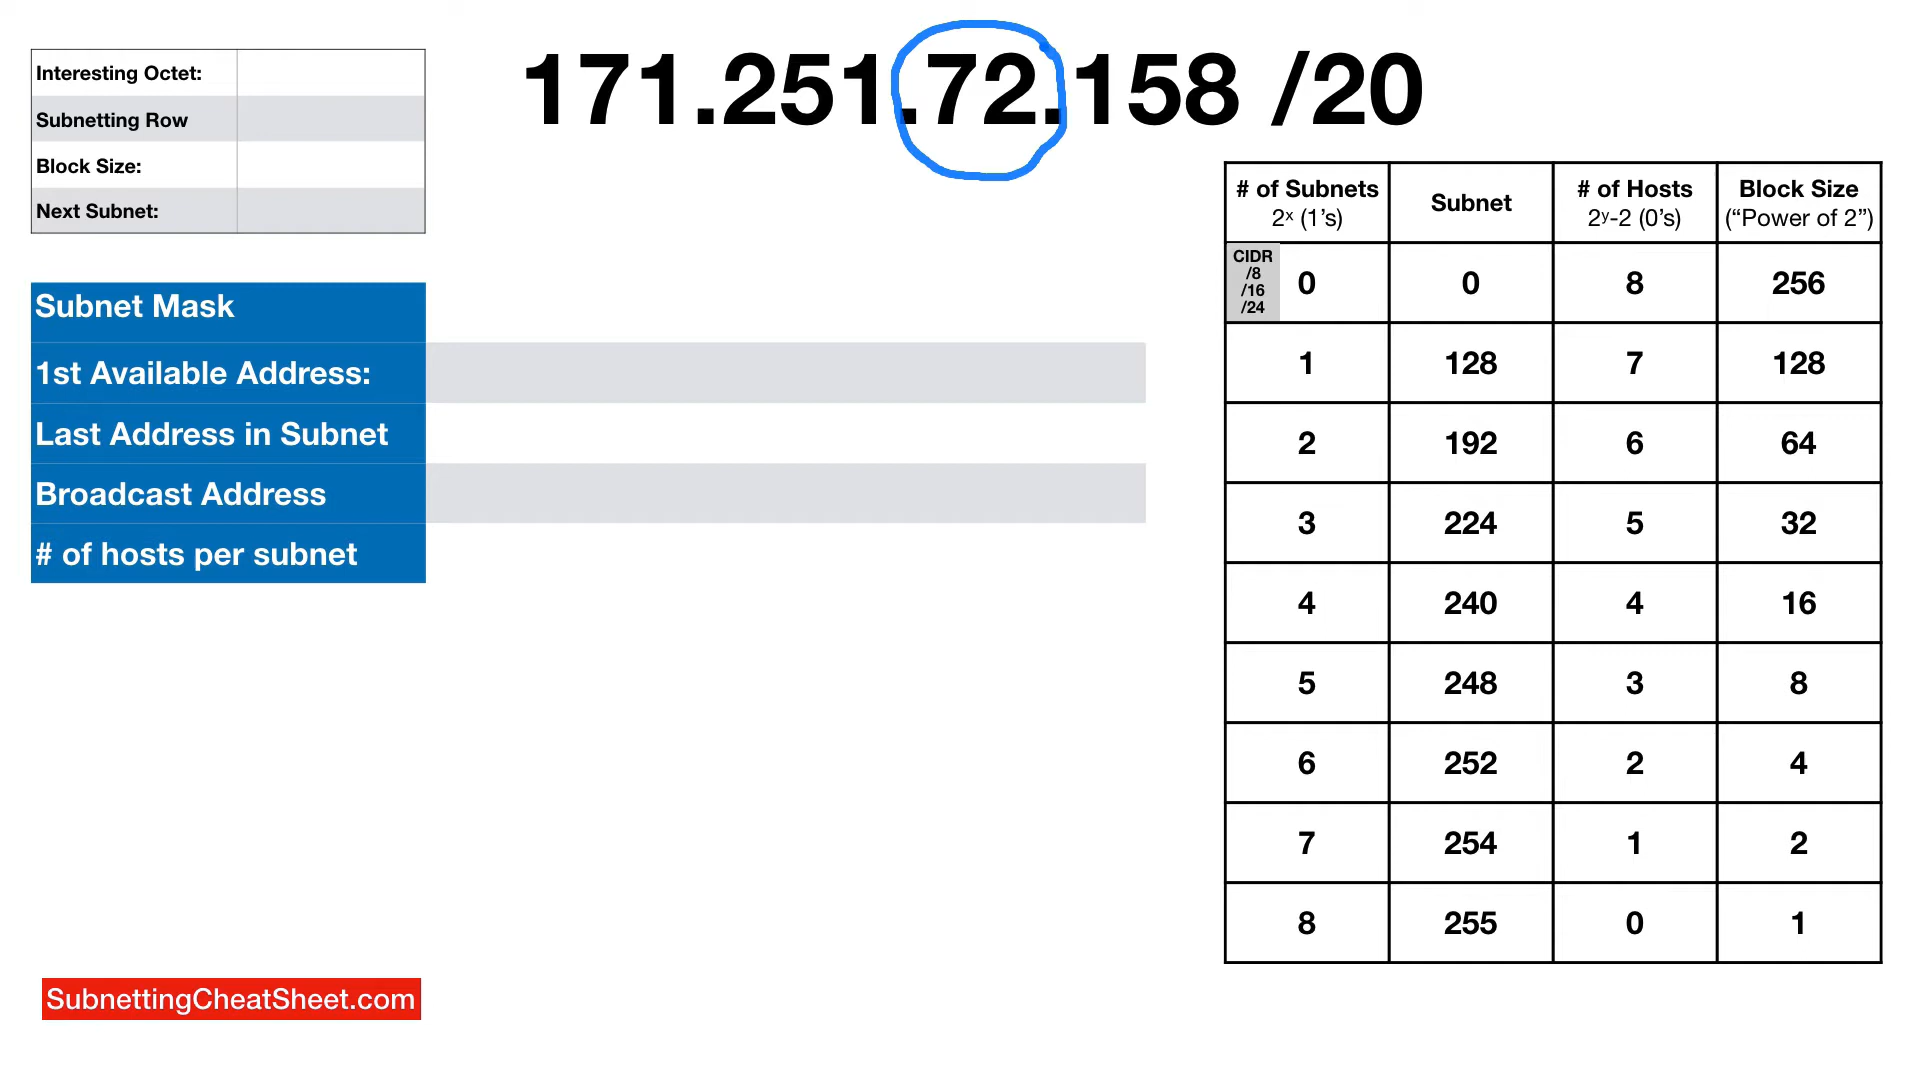 171.251.72.158 /20
Interesting Octet:
Subnetting Row
Block Size:
Next Subnet:
Subnet Mask
1st Available Address:
Last Address in Subnet
Broadcast Address
# of hosts per subnet
# of Subnets Subnet # of Hosts Block Size
2ˣ (1’s) 2ʸ-2 (0’s) (“Power of 2”)
CIDR
/8
/16
/24
0 0 8 256
1 128 7 128
2 192 6 64
3 224 5 32
4 240 4 16
5 248 3 8
6 252 2 4
7 254 1 2
8 255 0 1
SubnettingCheatSheet.com